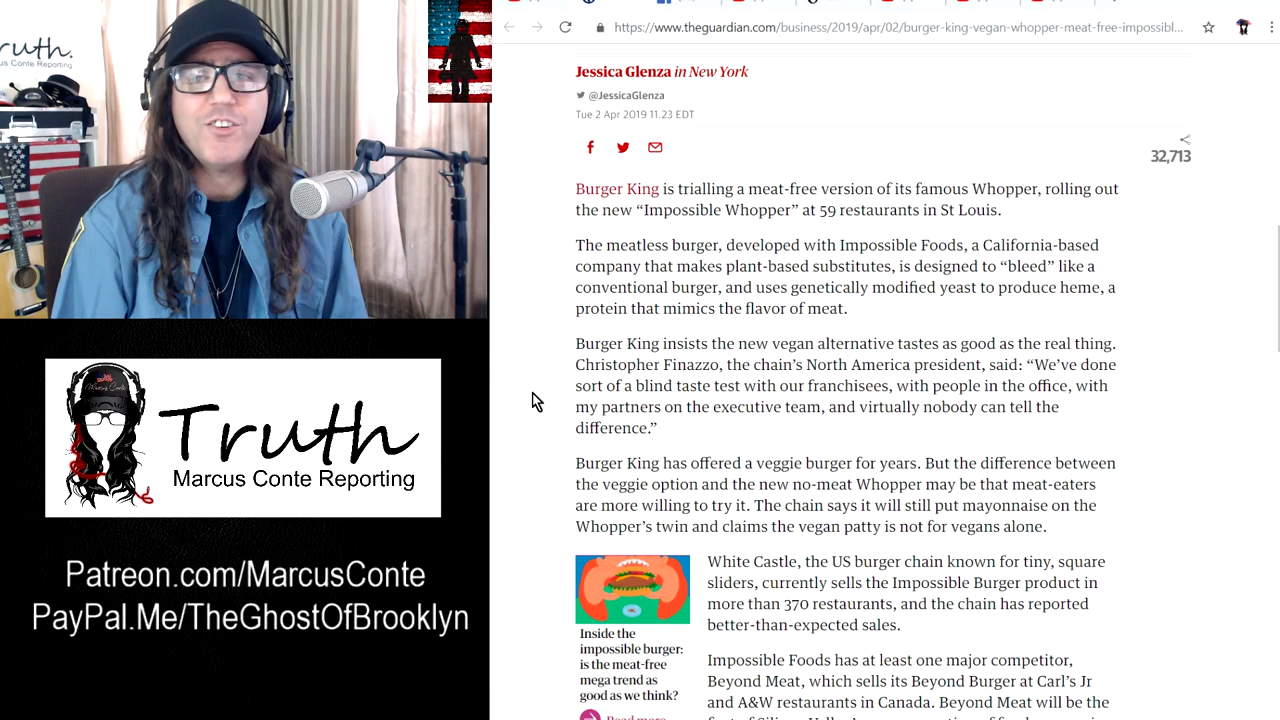 ruth.
us Conte Reporting
https://www.theguardian.com/business/2019/apr/02/burger-king-vegan-whopper-meat-free-impossibl...
Jessica Glenza in New York
@JessicaGlenza
Tue 2 Apr 2019 11.23 EDT
32,713
Burger King is trialling a meat-free version of its famous Whopper, rolling out
the new “Impossible Whopper” at 59 restaurants in St Louis.
The meatless burger, developed with Impossible Foods, a California-based
company that makes plant-based substitutes, is designed to “bleed” like a
conventional burger, and uses genetically modified yeast to produce heme, a
protein that mimics the flavor of meat.
Burger King insists the new vegan alternative tastes as good as the real thing.
Christopher Finazzo, the chain’s North America president, said: “We’ve done
sort of a blind taste test with our franchisees, with people in the office, with
my partners on the executive team, and virtually nobody can tell the
difference.”
Burger King has offered a veggie burger for years. But the difference between
the veggie option and the new no-meat Whopper may be that meat-eaters
are more willing to try it. The chain says it will still put mayonnaise on the
Whopper’s twin and claims the vegan patty is not for vegans alone.
White Castle, the US burger chain known for tiny, square
sliders, currently sells the Impossible Burger product in
more than 370 restaurants, and the chain has reported
better-than-expected sales.
Impossible Foods has at least one major competitor,
Beyond Meat, which sells its Beyond Burger at Carl’s Jr
and A&W restaurants in Canada. Beyond Meat will be the
Inside the
impossible burger:
is the meat-free
mega trend as
good as we think?
Read more
Marcus Conte
Truth
Marcus Conte Reporting
Patreon.com/MarcusConte
PayPal.Me/TheGhostOfBrooklyn